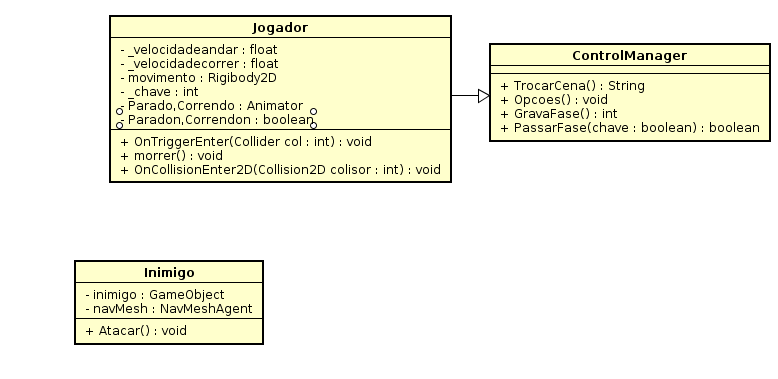 Jogador
- _velocidadeandar : float
- _velocidadecorrer : float
- movimento : Rigibody2D
- _chave : int
- Parado,Correndo : Animator
- Paradon,Correndon : boolean
+ OnTriggerEnter(Collider col : int) : void
+ morrer() : void
+ OnCollisionEnter2D(Collision2D colisor : int) : void
ControlManager
+ TrocarCena() : String
+ Opcoes() : void
+ GravaFase() : int
+ PassarFase(chave : boolean) : boolean
Inimigo
- inimigo : GameObject
- navMesh : NavMeshAgent
+ Atacar() : void